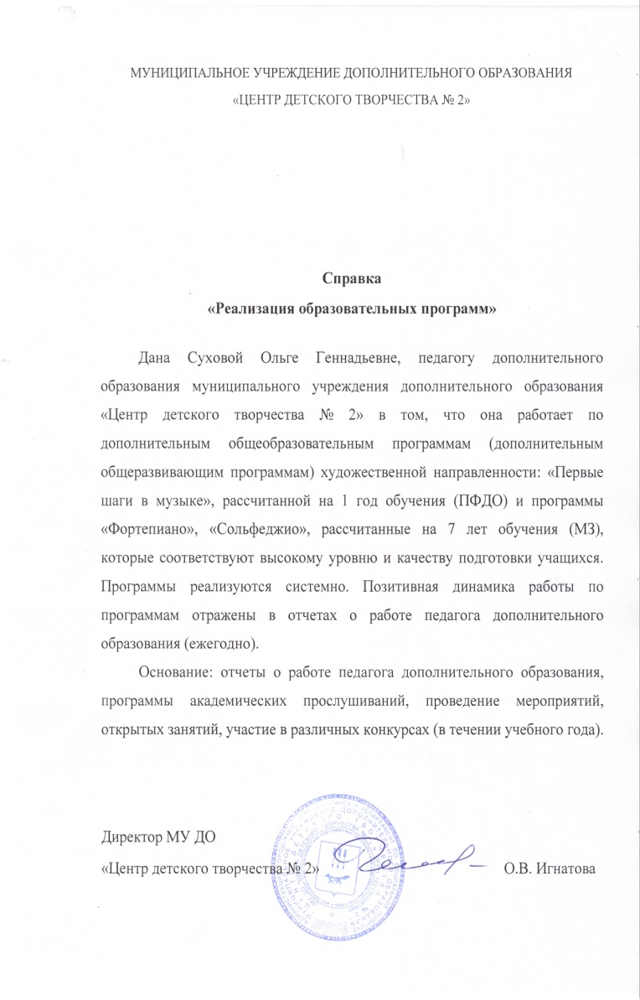 МУНИЦИПАЛЬНОЕ УЧРЕЖДЕНИЕ ДОПОЛНИТЕЛЬНОГО ОБРАЗОВАНИЯ
«ЦЕНТР ДЕТСКОГО ТВОРЧЕСТВА № 2»
Справка
«Реализация образовательных программ»
Дана Суховой Ольге Геннадьевне, педагогу дополнительного
образования муниципального учреждения дополнительного образования
«Центр детского творчества № 2» в том, что она работает по
дополнительным общеобразовательным программам (дополнительным
общеразвивающим программам) художественной направленности: «Первые
шаги в музыке», рассчитанной на 1 год обучения (ПФДО) и программы
«Фортепиано», «Сольфеджио», рассчитанные на 7 лет обучения (МЗ),
которые соответствуют высокому уровню и качеству подготовки учащихся.
Программы реализуются системно. Позитивная динамика работы по
программам отражены в отчетах о работе педагога дополнительного
образования (ежегодно).
Основание: отчеты о работе педагога дополнительного образования,
программы академических прослушиваний, проведение мероприятий,
открытых занятий, участие в различных конкурсах (в течении учебного года).
Директор МУ ДО
«Центр детского творчества № 2» О.В. Игнатова